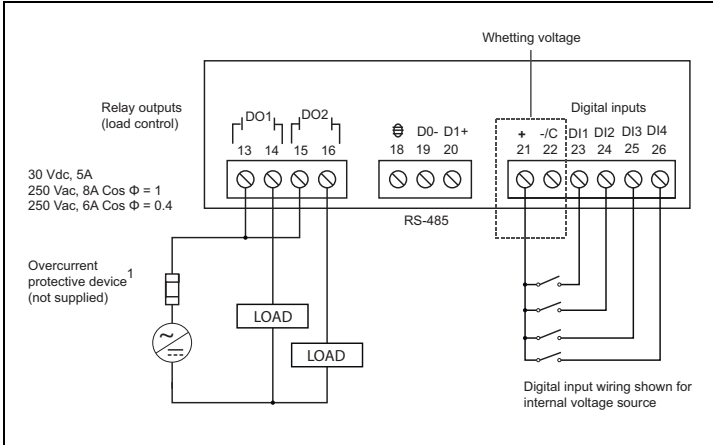 Whetting voltage
Relay outputs
(load control)
DO1 DO2
13 14 15 16
D0- D1+
18 19 20
RS-485
Digital inputs
+ -/C DI1 DI2 DI3 DI4
21 22 23 24 25 26
30 Vdc, 5A
250 Vac, 8A Cos Φ = 1
250 Vac, 6A Cos Φ = 0.4
Overcurrent
protective device1
(not supplied)
LOAD
LOAD
Digital input wiring shown for
internal voltage source